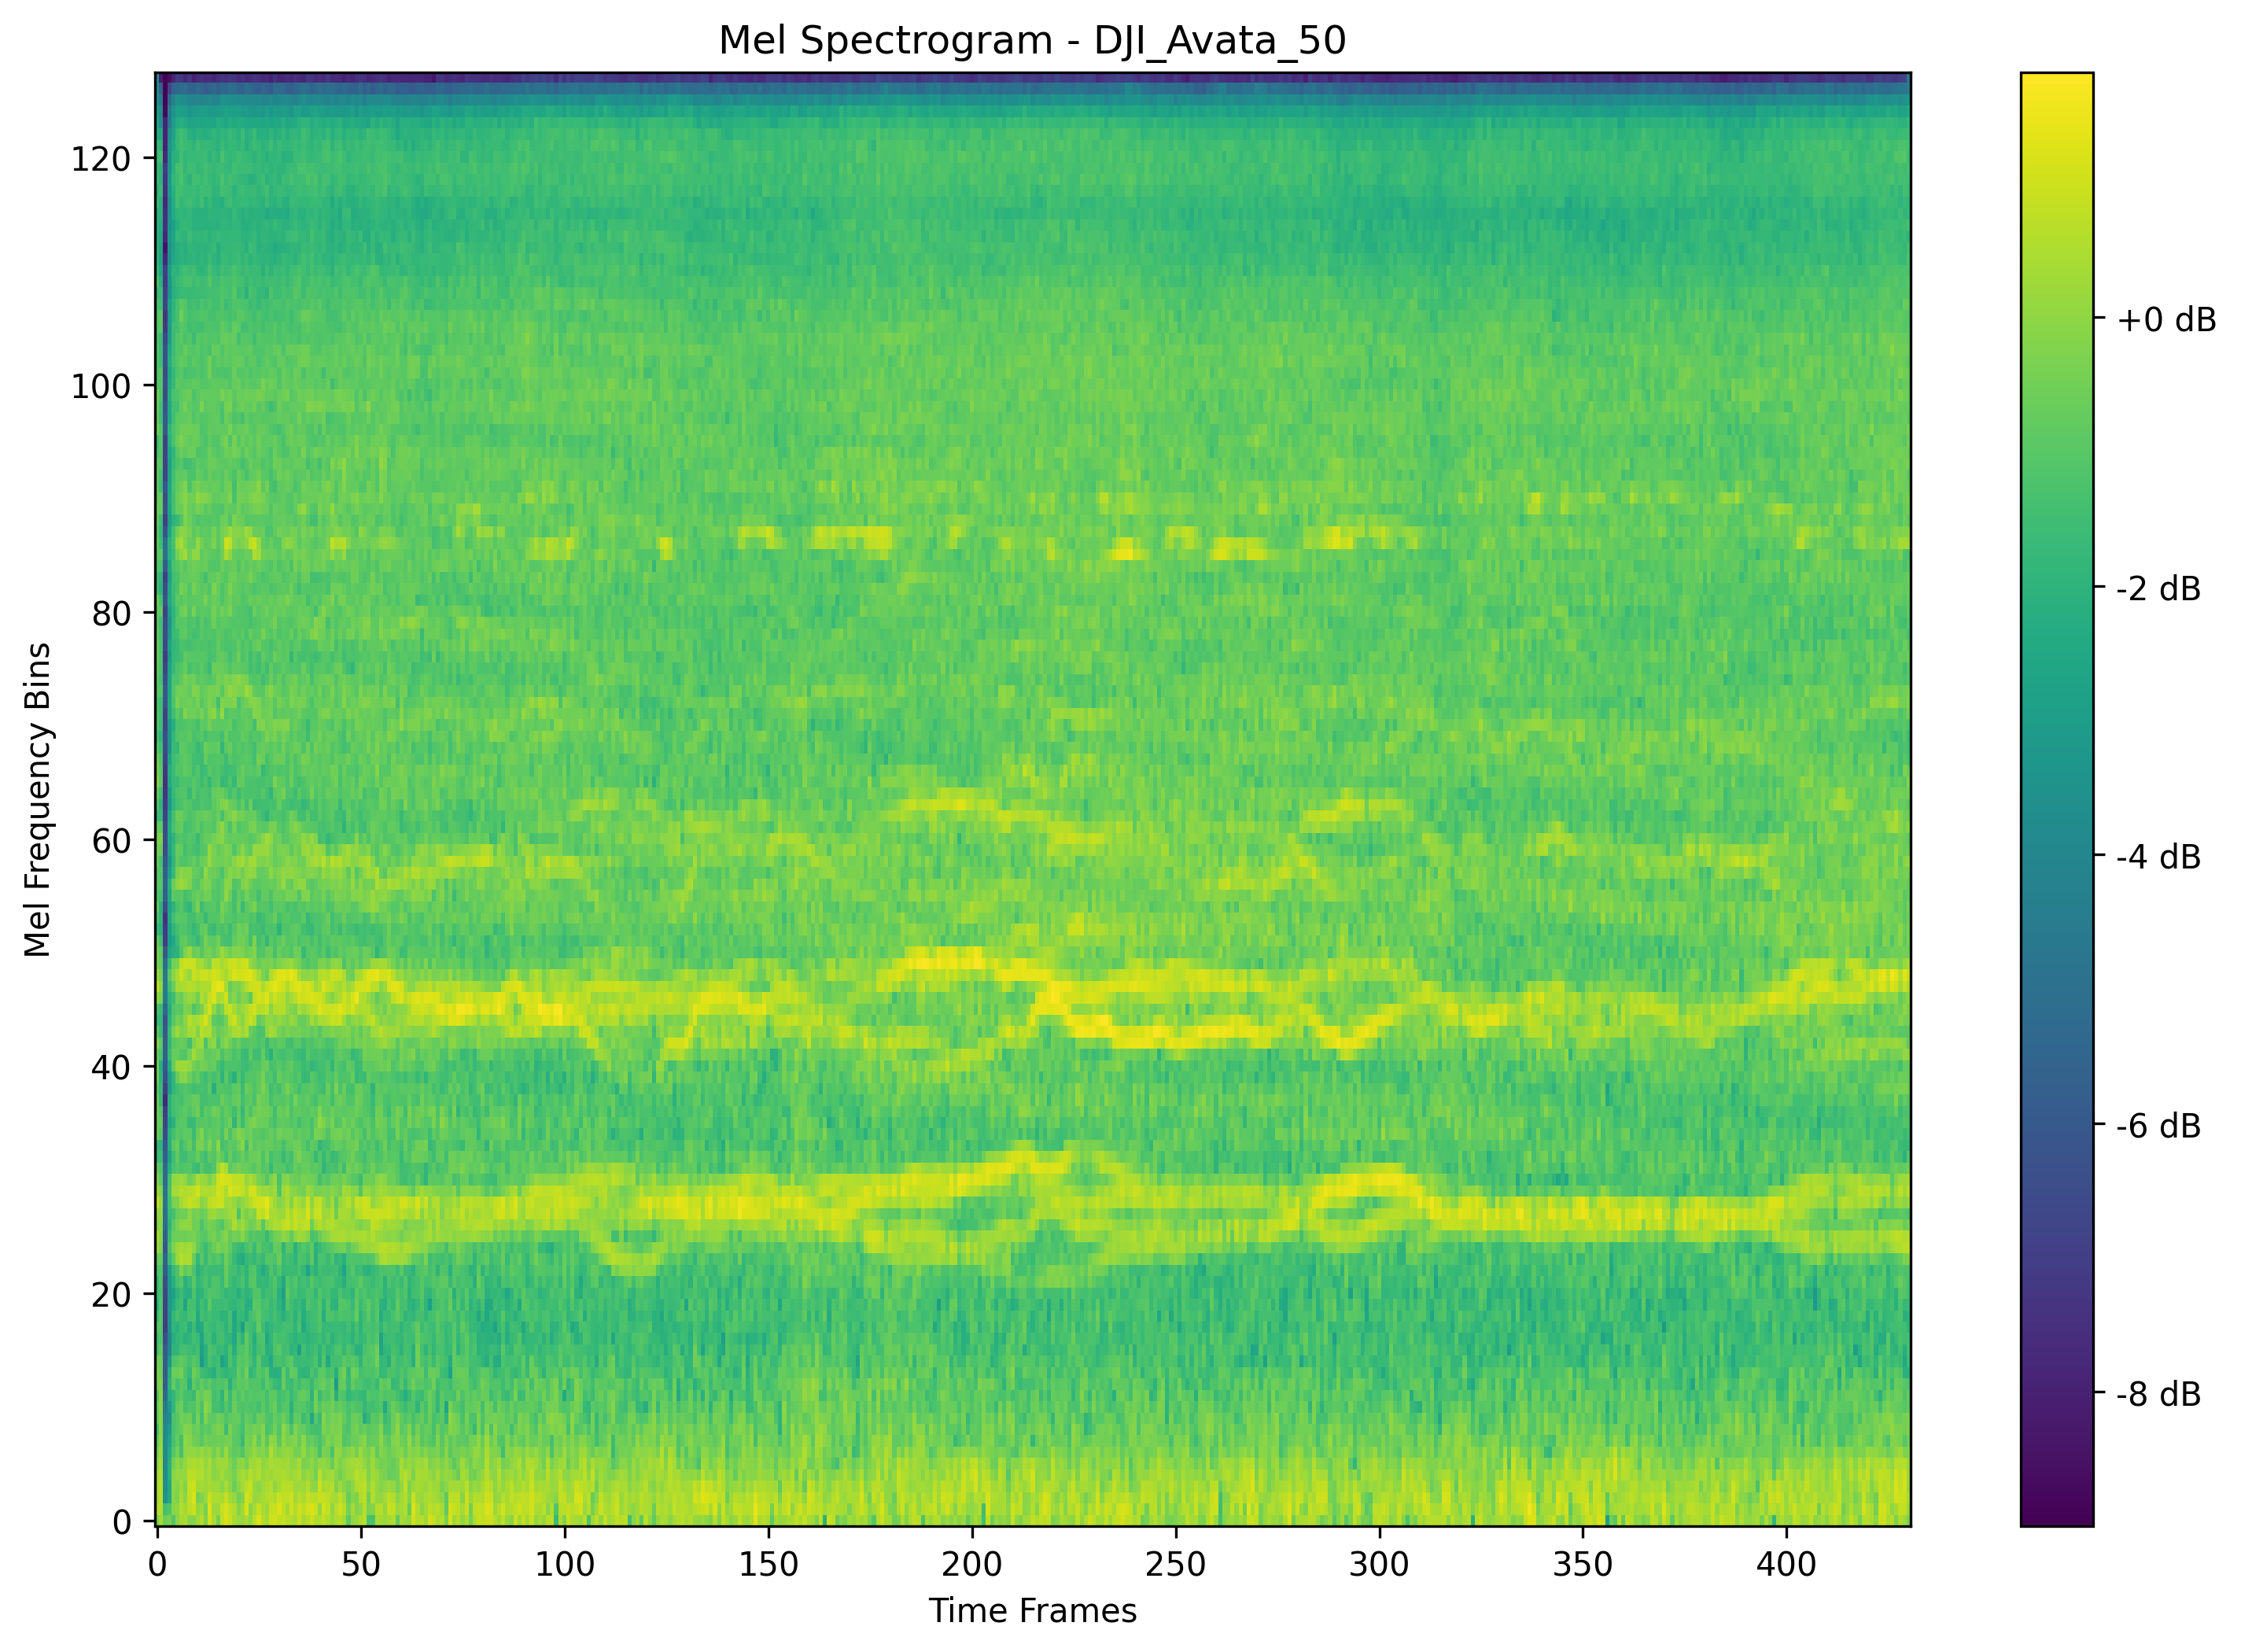 Mel Spectrogram - DJI_Avata_50
Mel Frequency Bins
120
100
80
60
40
20
0
0 50 100 150 200 250 300 350 400
Time Frames
+0 dB
-2 dB
-4 dB
-6 dB
-8 dB